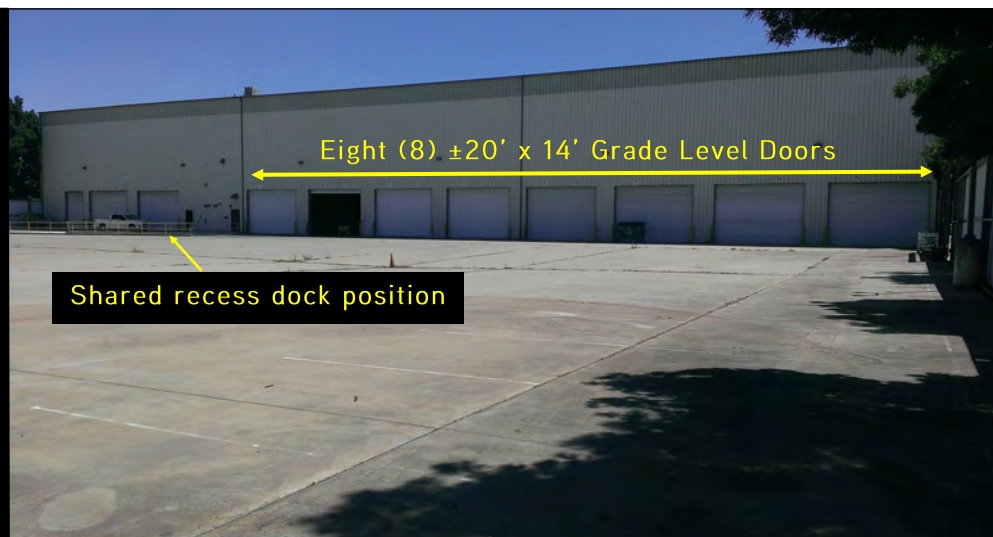 Eight (8) ±20’ x 14’ Grade Level Doors
Shared recess dock position